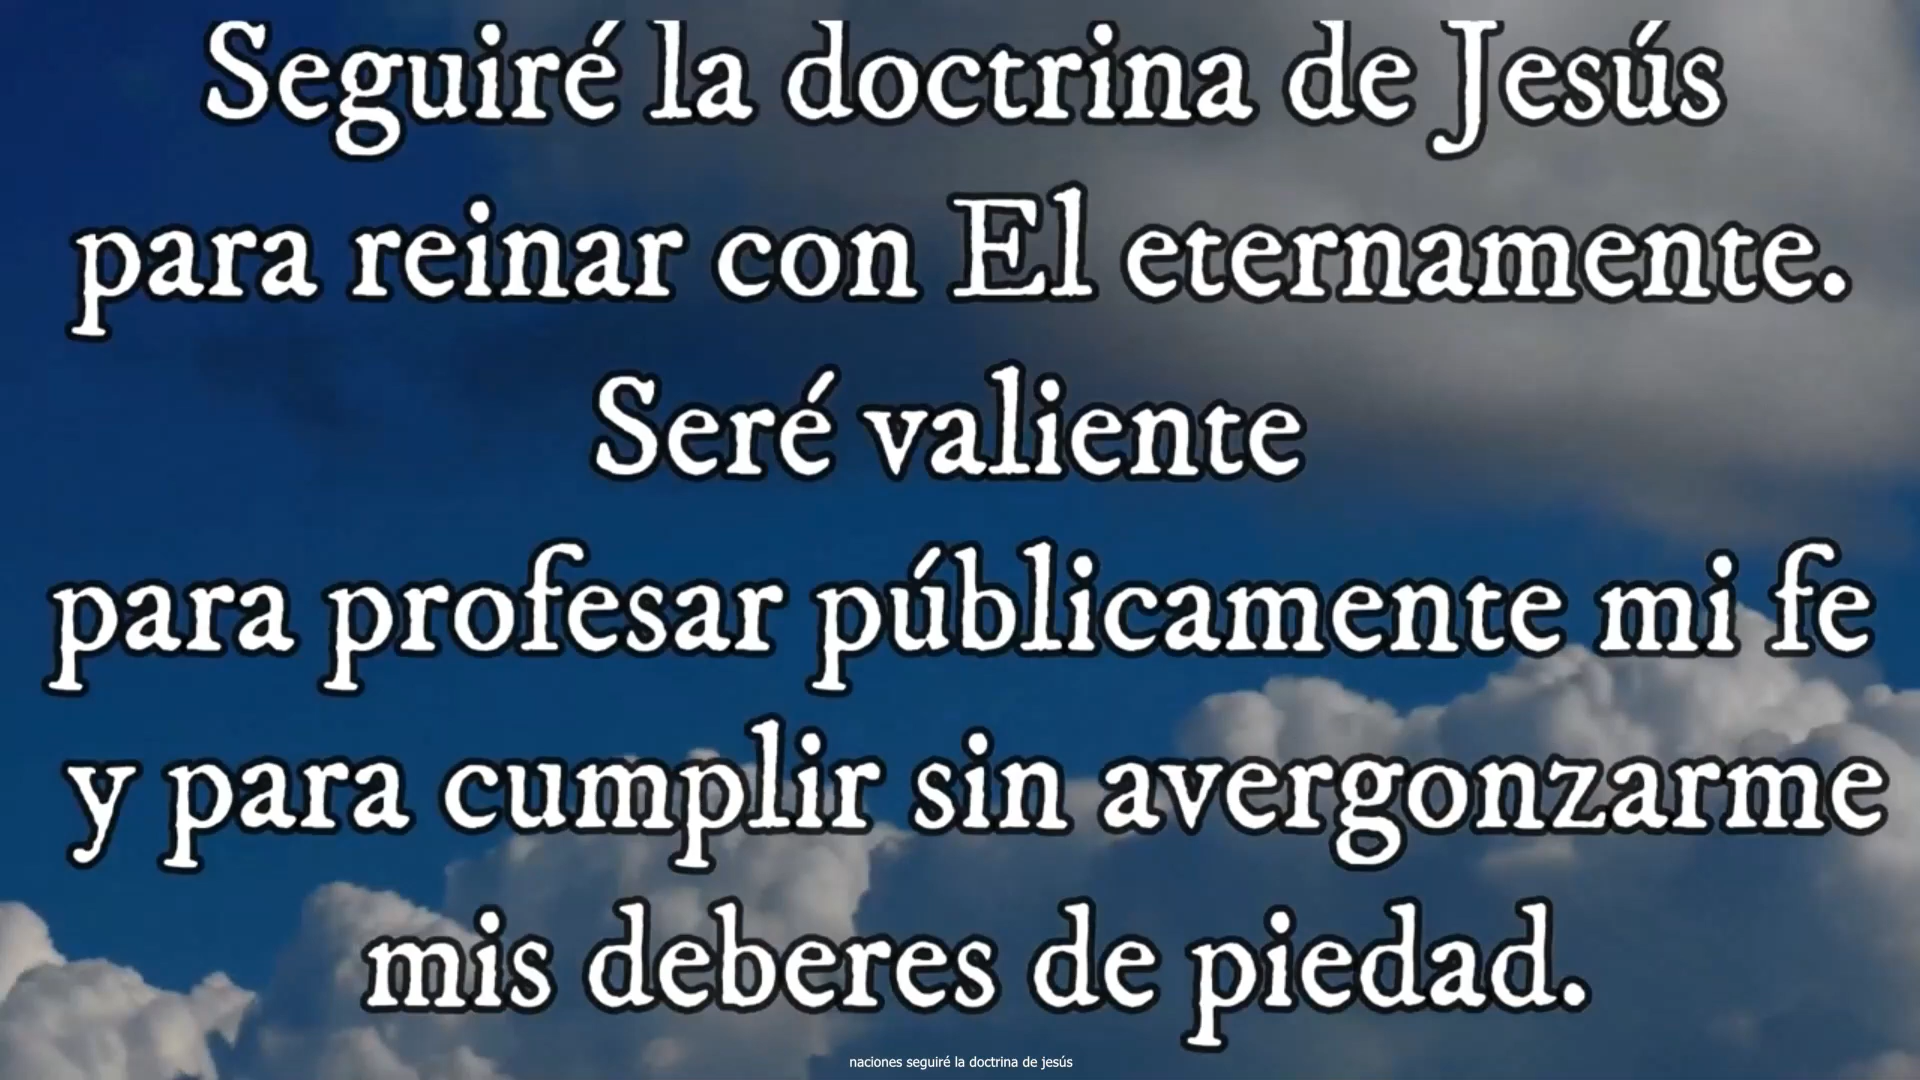 Seguiré la doctrina de Jesús
para reinar con El eternamente.
Seré valiente
para profesar públicamente mi fe
y para cumplir sin avergonzarme
mis deberes de piedad.
naciones seguiré la doctrina de jesús